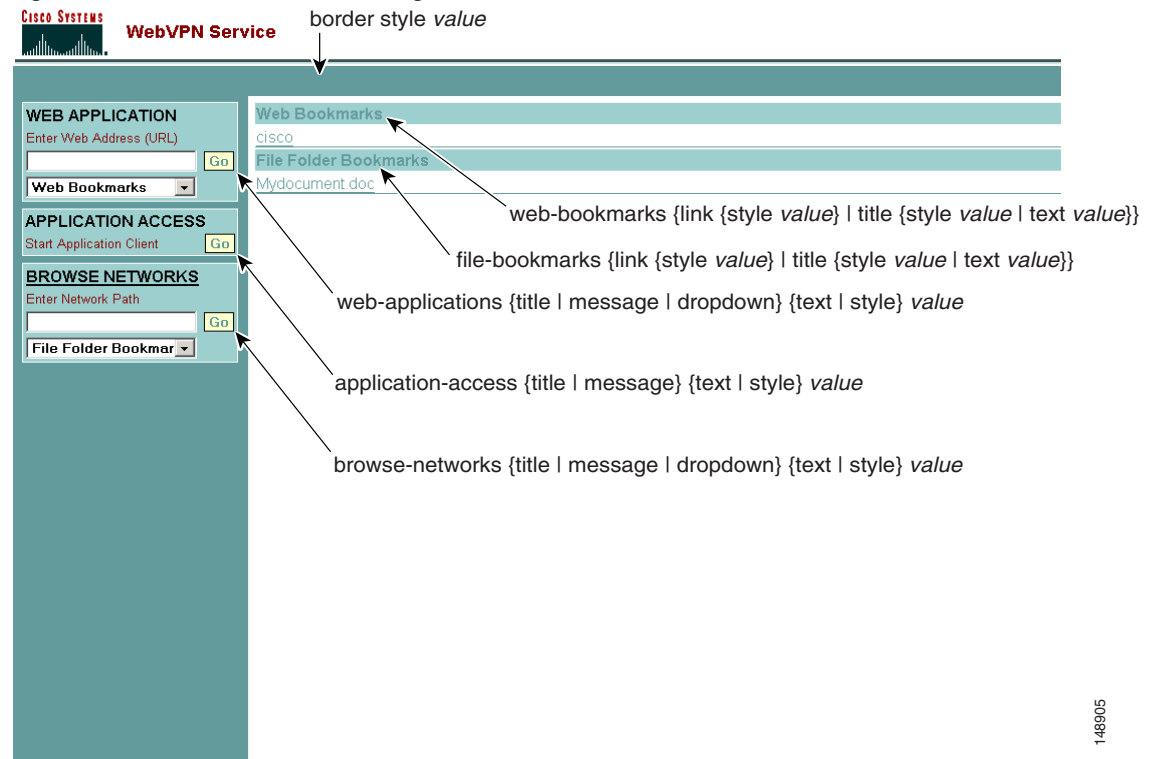 CISCO SYSTEMS
WebVPN Service
border style value
WEB APPLICATION
Enter Web Address (URL)
Go
Web Bookmarks
APPLICATION ACCESS
Start Application Client
Go
BROWSE NETWORKS
Enter Network Path
Go
File Folder Bookmar
Web Bookmarks
cisco
File Folder Bookmarks
Mydocument.doc
web-bookmarks {link {style value} | title {style value | text value}}
file-bookmarks {link {style value} | title {style value | text value}}
web-applications {title | message | dropdown} {text | style} value
application-access {title | message} {text | style} value
browse-networks {title | message | dropdown} {text | style} value
148905